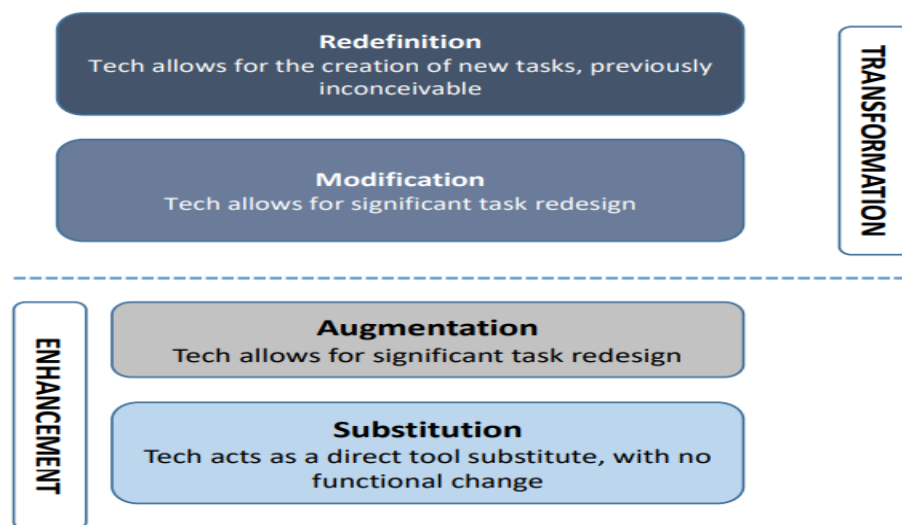 Redefinition
Tech allows for the creation of new tasks, previously
inconceivable
TRANSFORMATION
Modification
Tech allows for significant task redesign
ENHANCEMENT
Augmentation
Tech allows for significant task redesign
Substitution
Tech acts as a direct tool substitute, with no
functional change